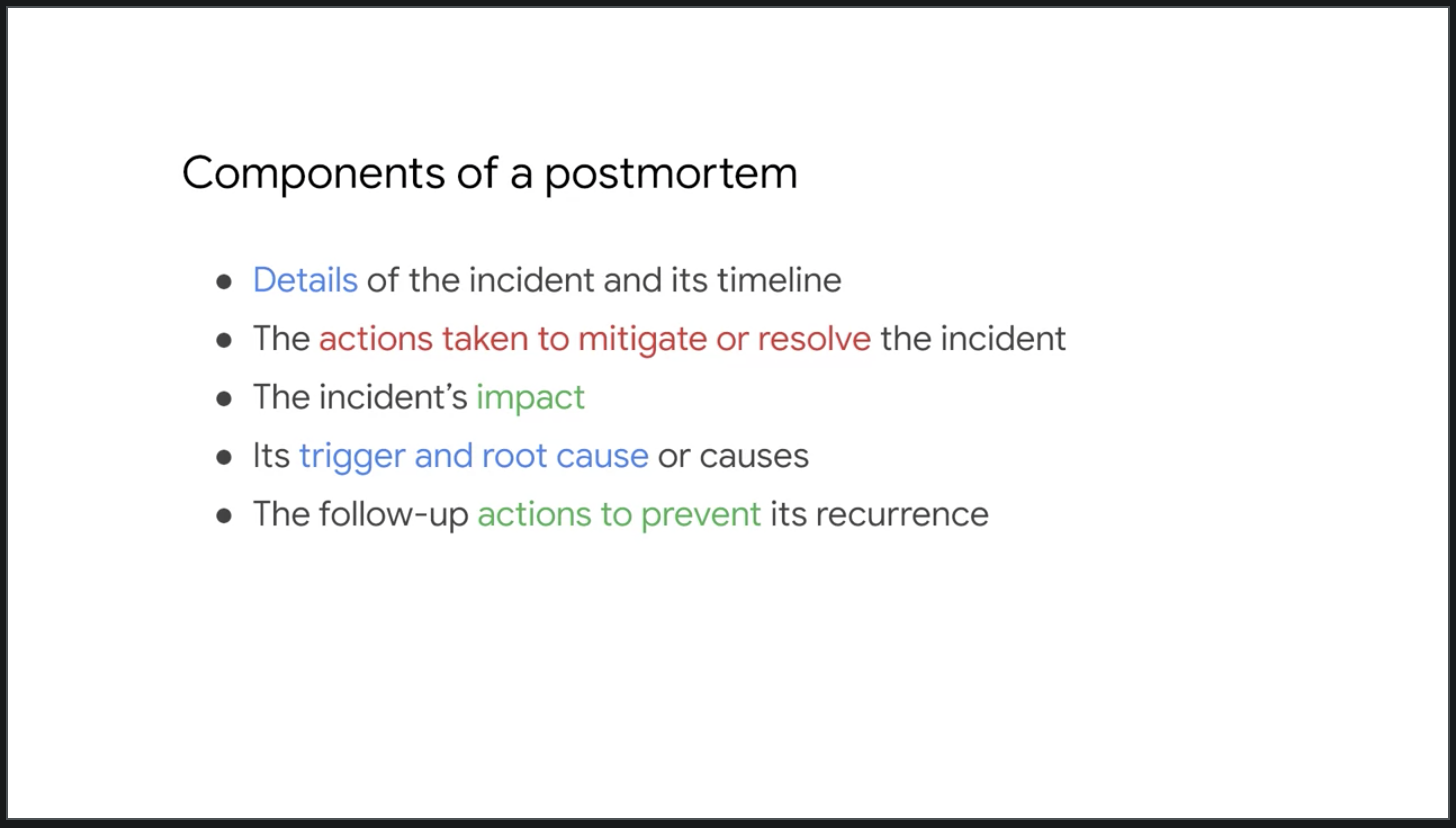 Components of a postmortem
● Details of the incident and its timeline
● The actions taken to mitigate or resolve the incident
● The incident’s impact
● Its trigger and root cause or causes
● The follow-up actions to prevent its recurrence